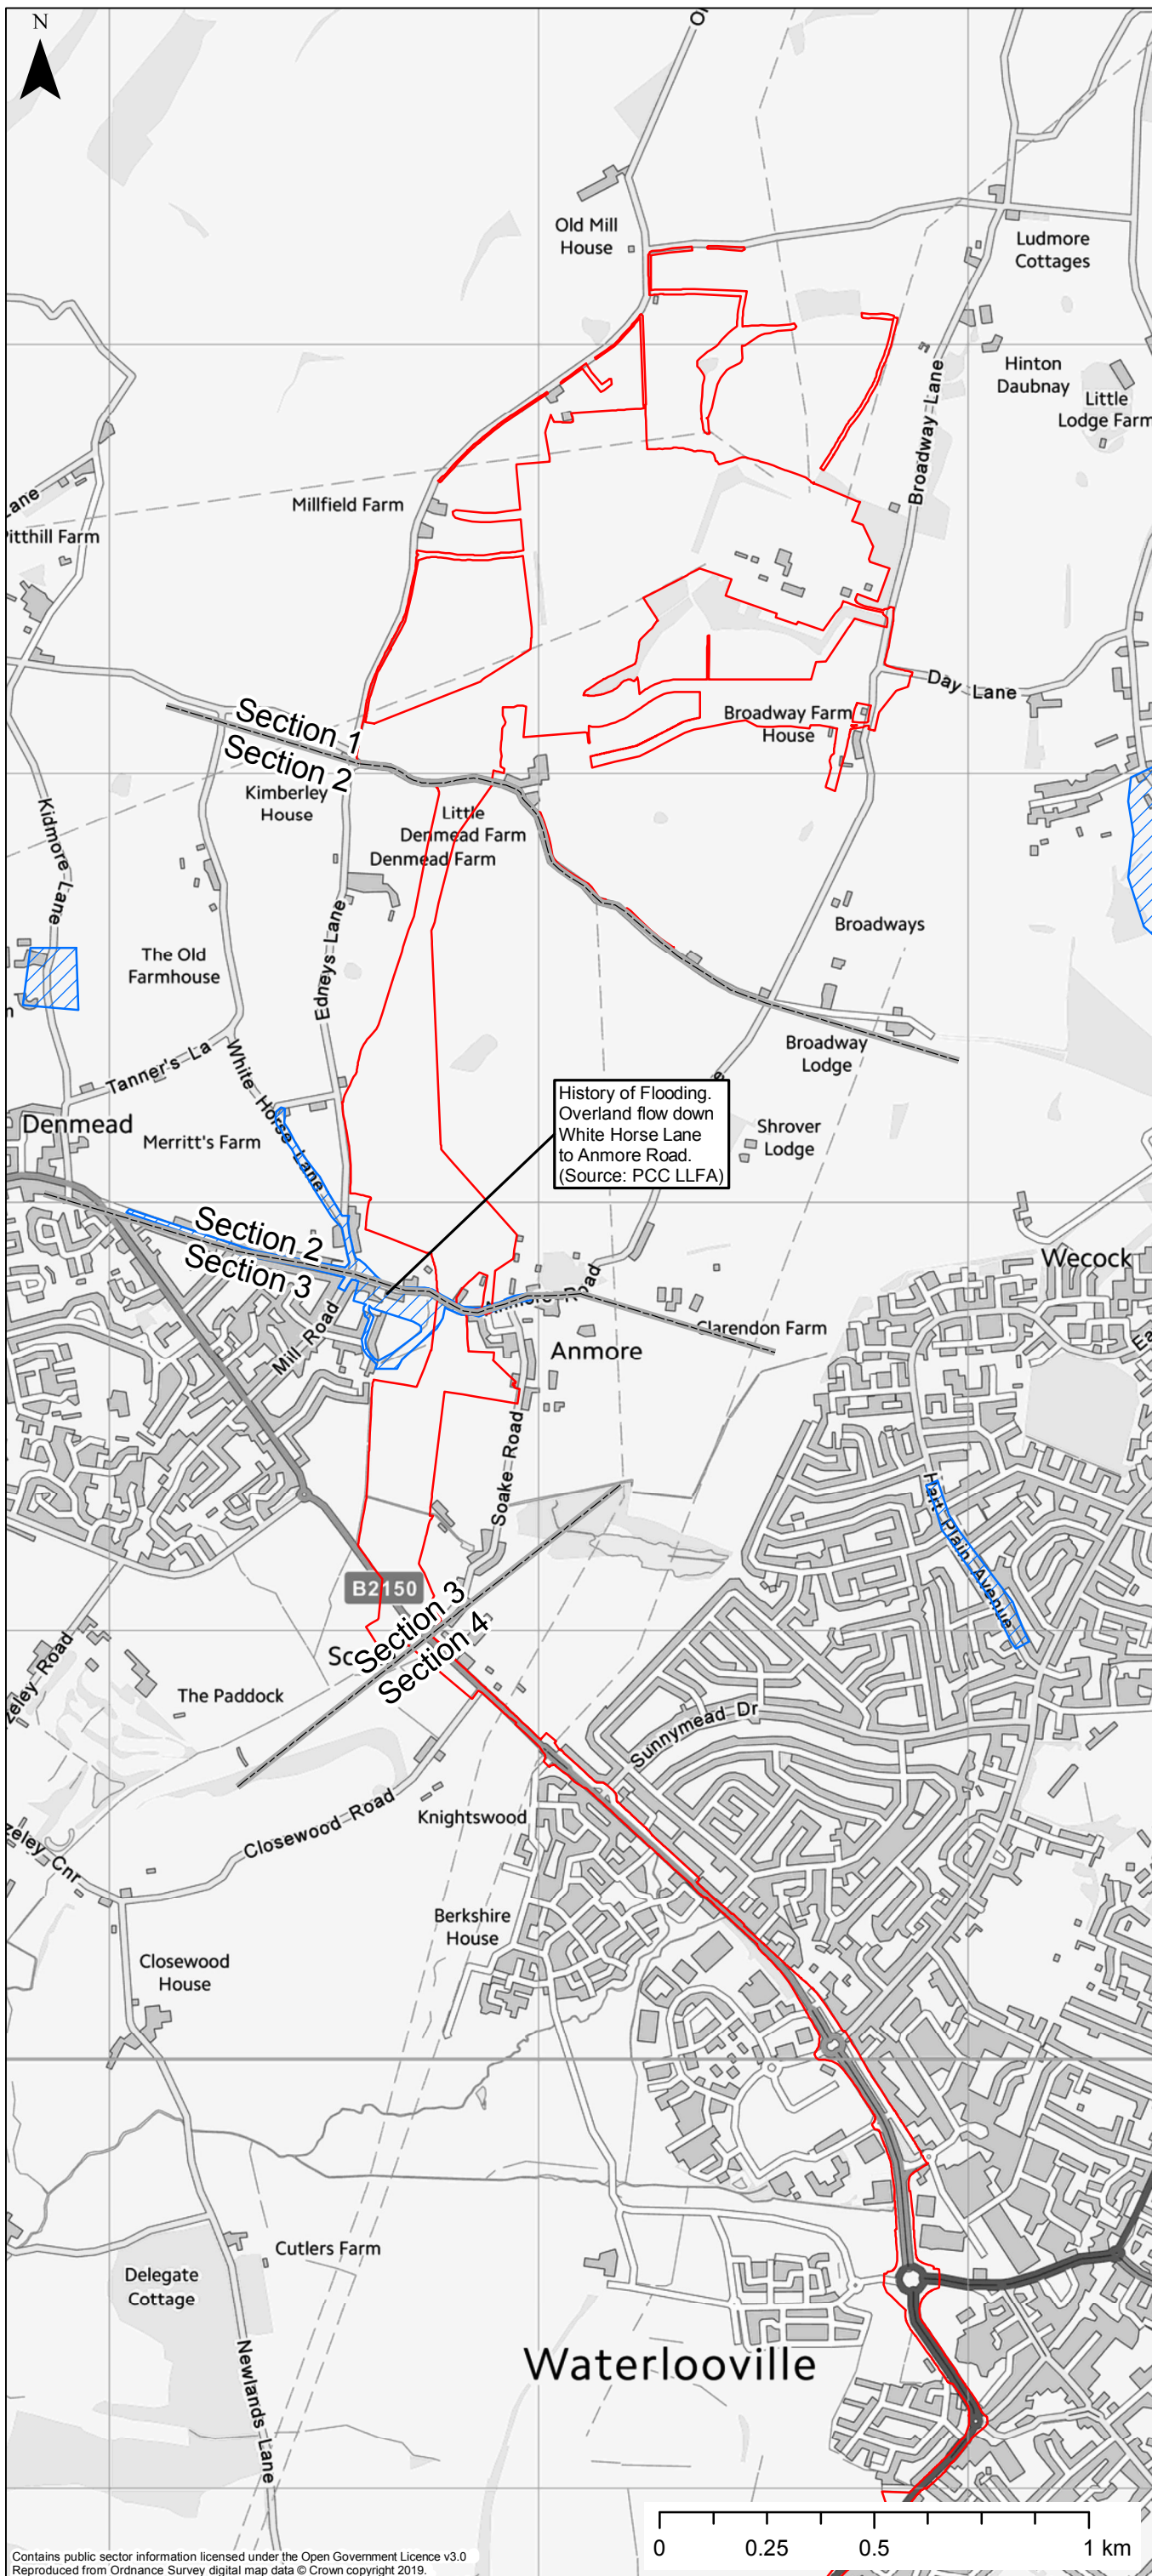 N
Old Mill
House
Ludmore
Cottages
Hinton
Daubnay
Little
Lodge Farm
Broadway Lane
Millfield Farm
Lane
Pitthill Farm
Day Lane
Section 1
Section 2
Broadway Farm
House
Kimberley
House
Little
Denmead Farm
Denmead Farm
Kidmore Lane
Edneys Lane
Broadways
The Old
Farmhouse
Broadway
Lodge
Tanner's La
White Horse Lane
History of Flooding.
Overland flow down
White Horse Lane
to Anmore Road.
(Source: PCC LLFA)
Denmead
Merritt's Farm
Shrover
Lodge
Section 2
Section 3
Wecock
Anmore Road
Clarendon Farm
Mill Road
Anmore
Soake Road
Hart Plain Avenue
B2150
Section 3
Section 4
The Paddock
zeley Road
Sunnymead Dr
Knightswood
Closewood Road
zeley Cnr
Berkshire
House
Closewood
House
Cutlers Farm
Delegate
Cottage
Newlands Lane
Waterlooville
0 0.25 0.5 1 km
Contains public sector information licensed under the Open Government Licence v3.0
Reproduced from Ordnance Survey digital map data © Crown copyright 2019.